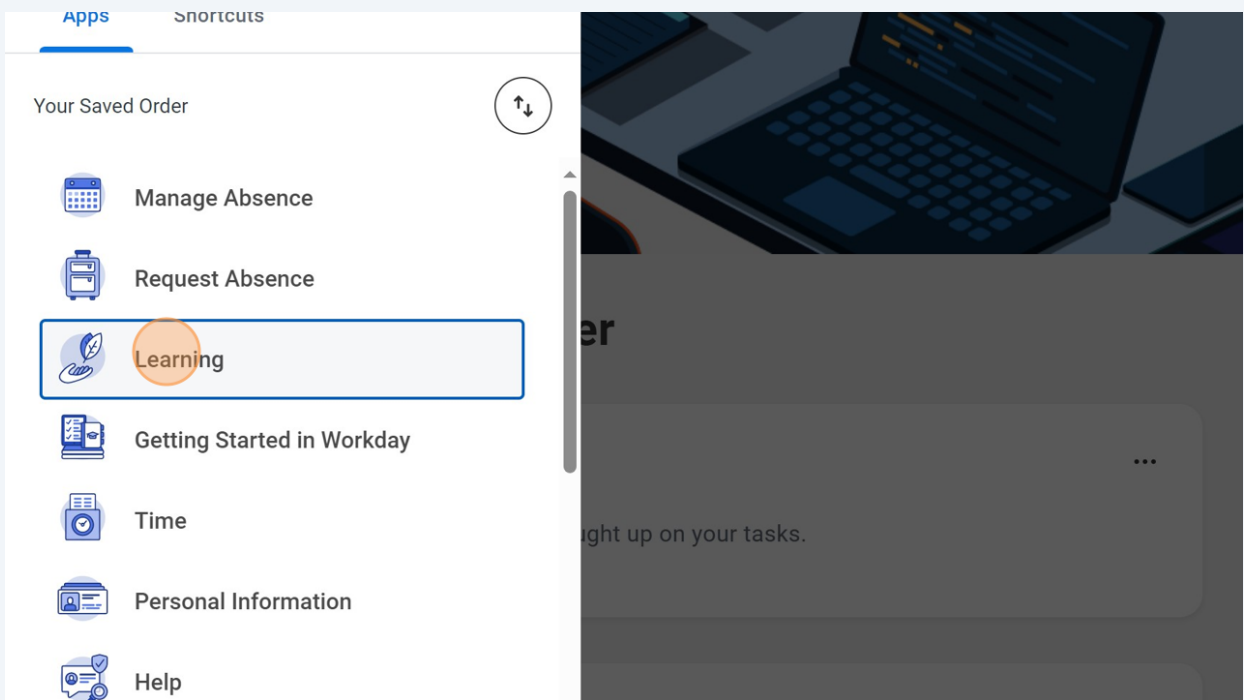 Apps
Shortcuts
Your Saved Order
Manage Absence
Request Absence
Learning
er
Getting Started in Workday
Time
ught up on your tasks.
Personal Information
Help